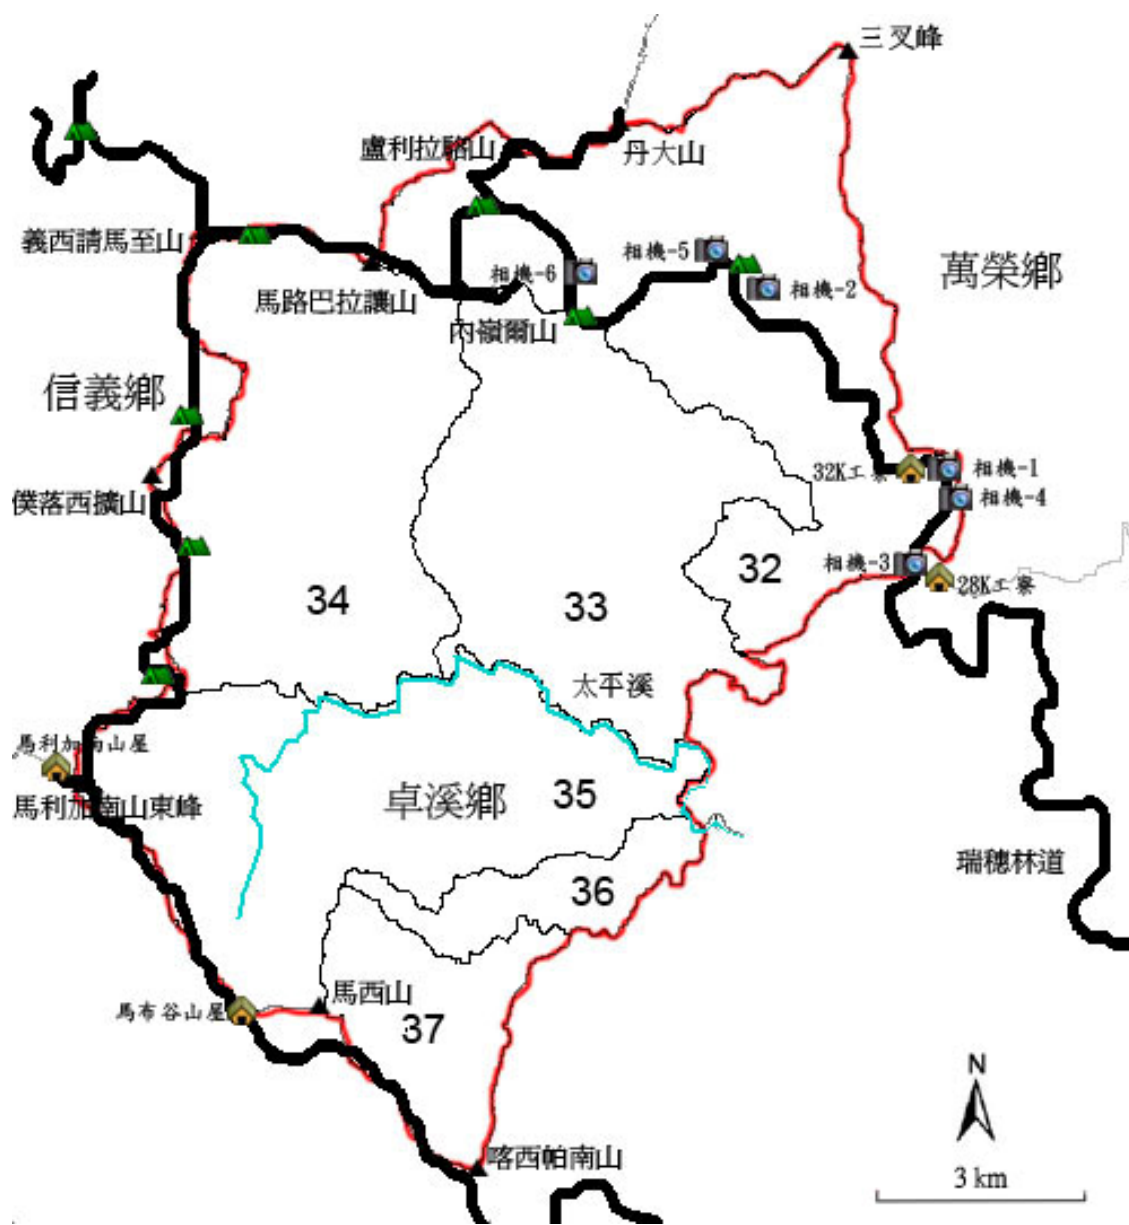 三叉峰
盧利拉駱山
丹大山
義西請馬至山
相機-5
相機-6
相機-2
萬榮鄉
馬路巴拉讓山
內嶺爾山
信義鄉
32K工寮
相機-1
僕落西擴山
相機-4
相機-3
32
28K工寮
34
33
太平溪
馬利加南山屋
馬利加南山東峰
卓溪鄉
35
瑞穗林道
36
馬西山
馬布谷山屋
37
N
喀西帕南山
3 km